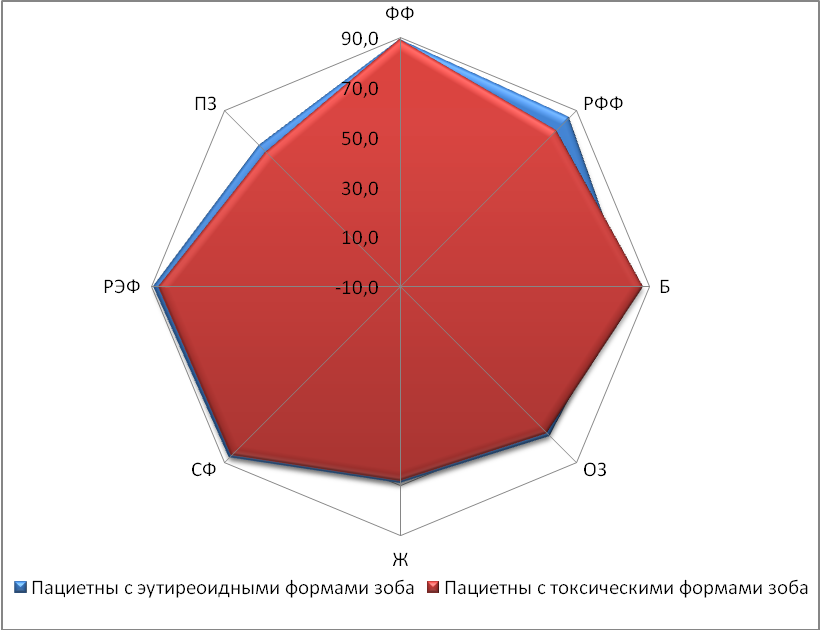 ФФ
90,0
РФФ
ПЗ
70,0
50,0
30,0
10,0
РЭФ
-10,0
Б
СФ
ОЗ
Ж
Пациетны с эутиреоидными формами зоба
Пациетны с токсическими формами зоба